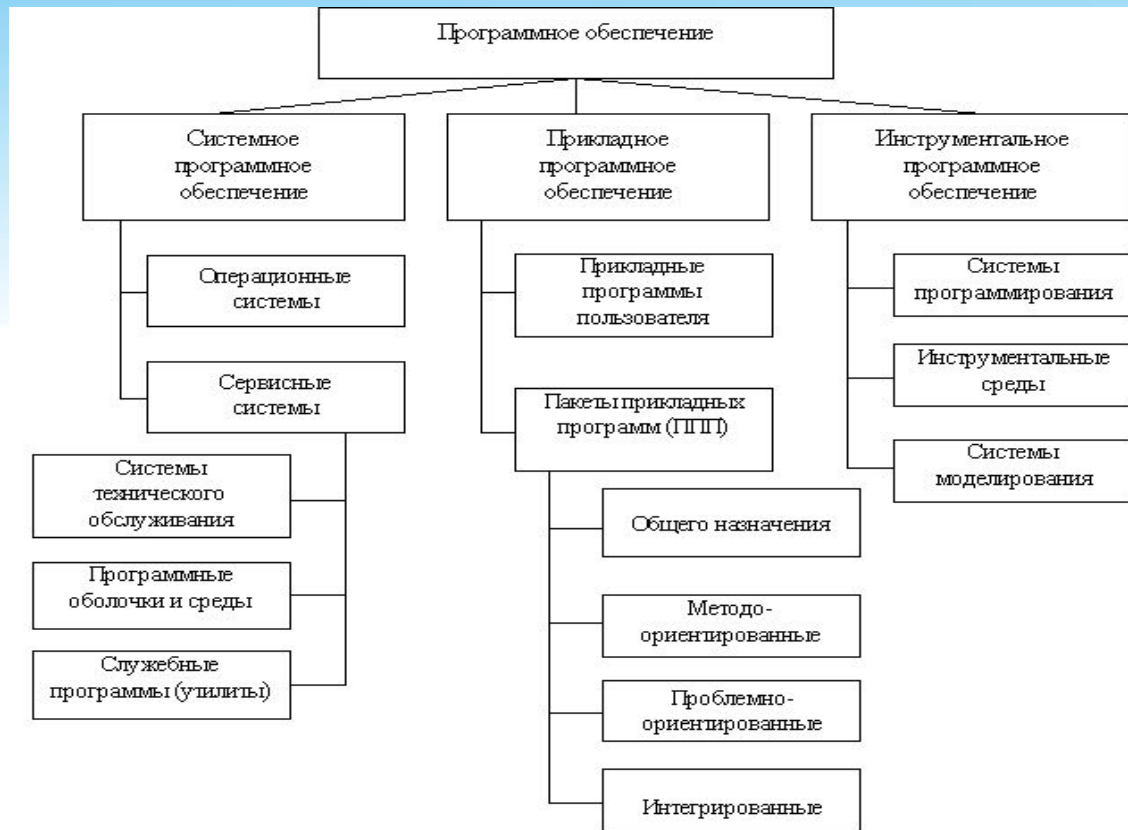 Программное обеспечение
Системное
программное
обеспечение
Операционные
системы
Сервисные
системы
Системы
технического
обслуживания
Программные
оболочки и среды
Служебные
программы (утилиты)
Прикладное
программное
обеспечение
Прикладные
программы
пользователя
Пакеты прикладных
программ (ППП)
Общего назначения
Методо-
ориентированные
Проблемно-
ориентированные
Интегрированные
Инструментальное
программное
обеспечение
Системы
программирования
Инструментальные
среды
Системы
моделирования